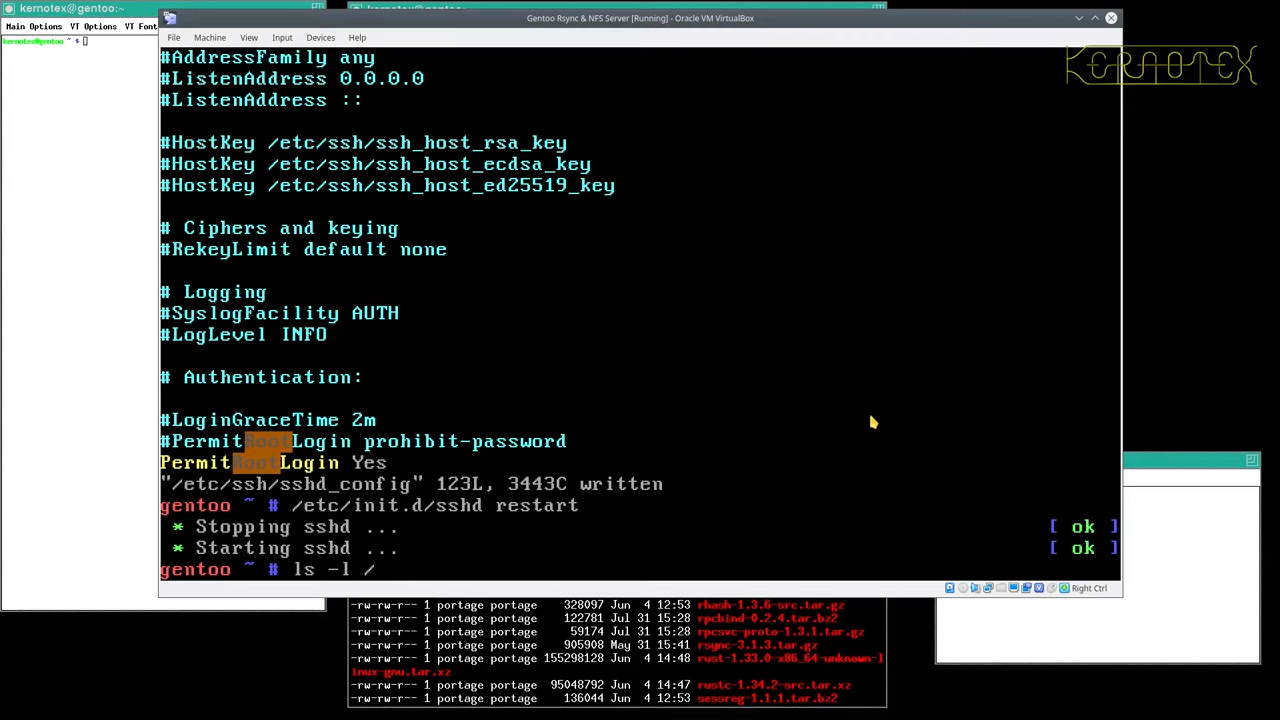 kernotex@gentoo:~
Main Options VT Options VT Font
kernotex@gentoo ~ $
Gentoo Rsync & NFS Server [Running] - Oracle VM VirtualBox
File Machine View Input Devices Help
KERNOTEX
#AddressFamily any
#ListenAddress 0.0.0.0
#ListenAddress ::
#HostKey /etc/ssh/ssh_host_rsa_key
#HostKey /etc/ssh/ssh_host_ecdsa_key
#HostKey /etc/ssh/ssh_host_ed25519_key
# Ciphers and keying
#RekeyLimit default none
# Logging
#SyslogFacility AUTH
#LogLevel INFO
# Authentication:
#LoginGraceTime 2m
#PermitRootLogin prohibit-password
PermitRootLogin Yes
"/etc/ssh/sshd_config" 123L, 3443C written
gentoo ~ # /etc/init.d/sshd restart
* Stopping sshd ... [ ok ]
* Starting sshd ... [ ok ]
gentoo ~ # ls -l /
Right Ctrl
-rw-rw-r-- 1 portage portage 328097 Jun 4 12:53 rhash-1.3.6-src.tar.gz
-rw-rw-r-- 1 portage portage 122781 Jul 31 15:28 rpcbind-0.2.4.tar.bz2
-rw-rw-r-- 1 portage portage 59174 Jul 31 15:28 rpcsvc-proto-1.3.1.tar.gz
-rw-rw-r-- 1 portage portage 905908 May 31 15:41 rsync-3.1.3.tar.gz
-rw-rw-r-- 1 portage portage 155298128 Jun 4 14:48 rust-1.33.0-x86_64-unknown-l
inux-gnu.tar.xz
-rw-rw-r-- 1 portage portage 95048792 Jun 4 14:47 rustc-1.34.2-src.tar.xz
-rw-rw-r-- 1 portage portage 136044 Jun 4 12:53 sessreg-1.1.1.tar.bz2